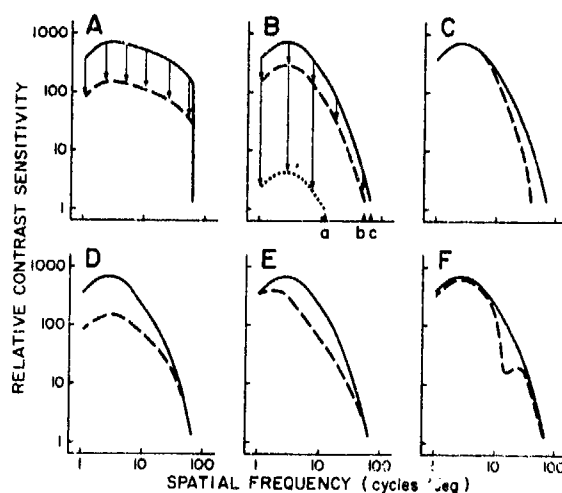 RELATIVE CONTRAST SENSITIVITY
A
B
C
1000
100
10
1
a b c
D
E
F
1000
100
10
1
1 10 100
1 10 100
1 10 100
SPATIAL FREQUENCY (cycles/deg)